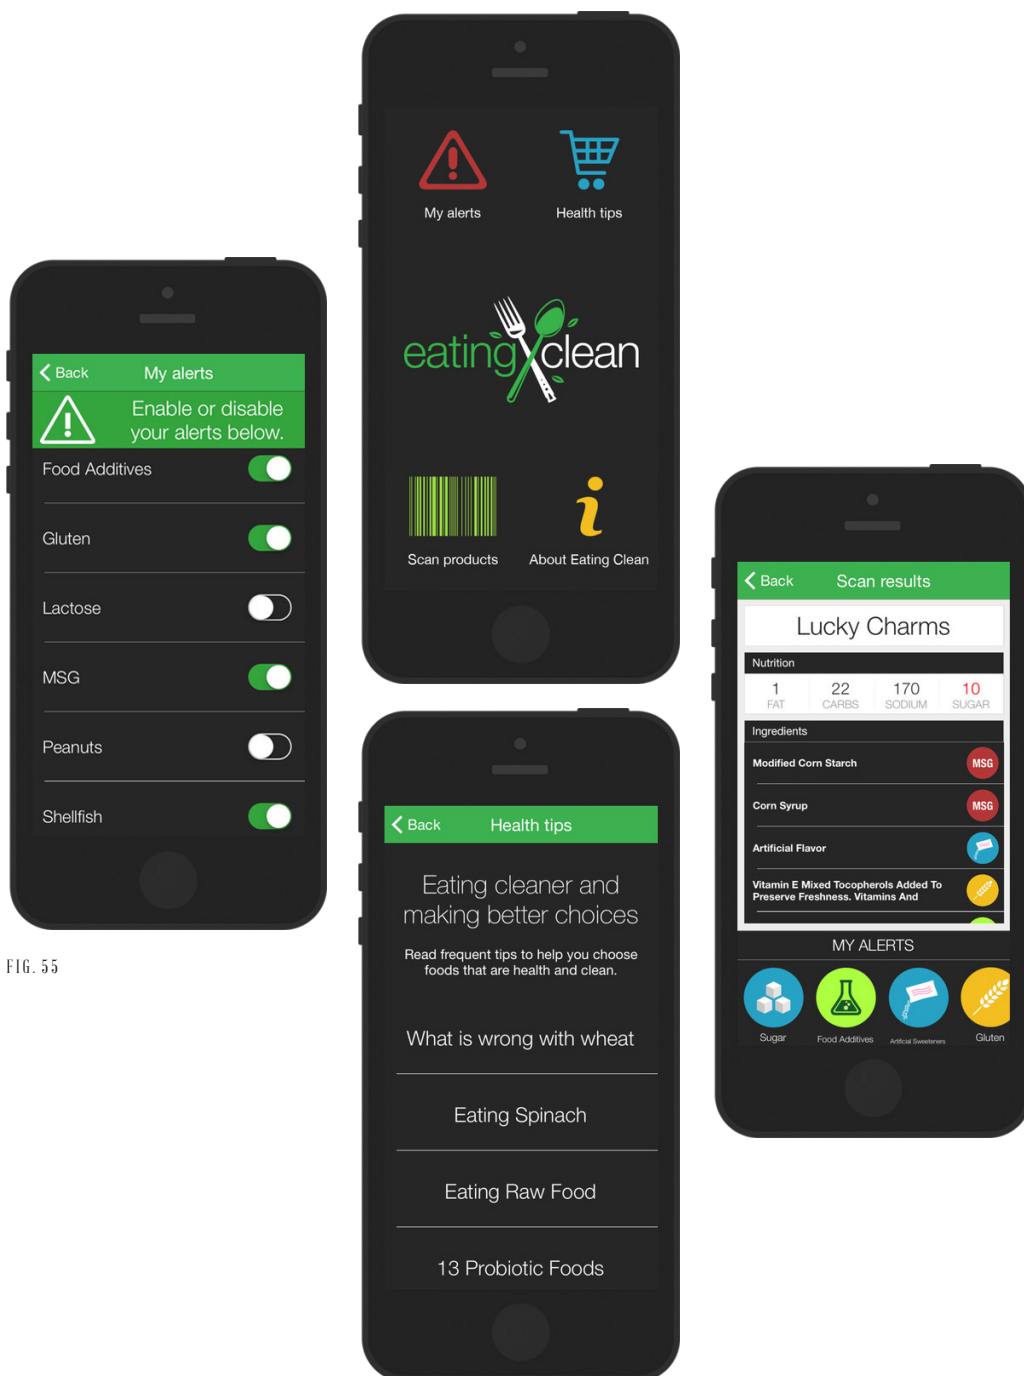 My alerts
Health tips
eating clean
Scan products
About Eating Clean
Back
My alerts
Enable or disable
your alerts below.
Food Additives
Gluten
Lactose
MSG
Peanuts
Shellfish
FIG. 55
Back
Health tips
Eating cleaner and
making better choices
Read frequent tips to help you choose
foods that are health and clean.
What is wrong with wheat
Eating Spinach
Eating Raw Food
13 Probiotic Foods
Back
Scan results
Lucky Charms
Nutrition
1 22 170 10
FAT CARBS SODIUM SUGAR
Ingredients
Modified Corn Starch MSG
Corn Syrup MSG
Artificial Flavor
Vitamin E Mixed Tocopherols Added To
Preserve Freshness. Vitamins And
MY ALERTS
Sugar Food Additives Artificial Sweeteners Gluten